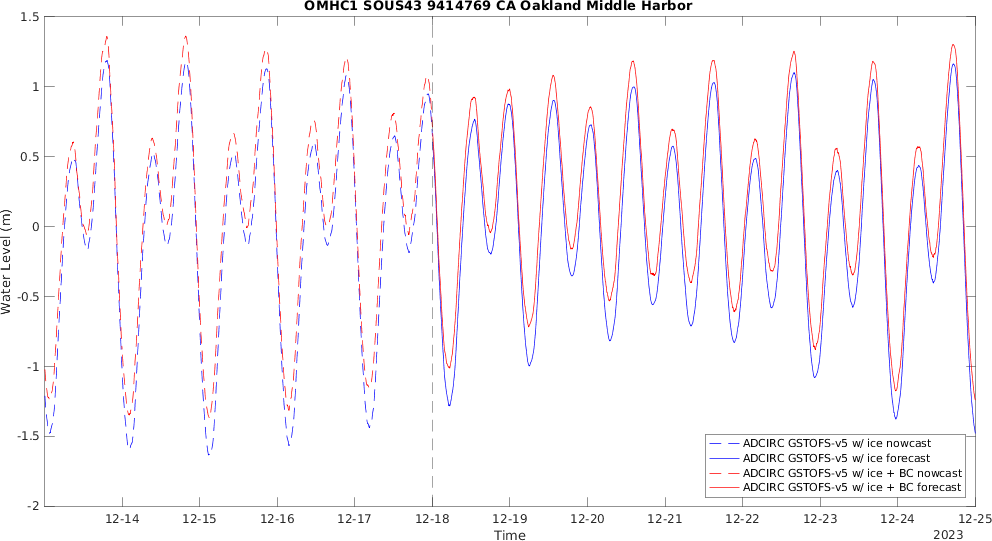 OMHC1 SOUS43 9414769 CA Oakland Middle Harbor
1.5
1
0.5
0
-0.5
-1
-1.5
-2
Water Level (m)
12-14 12-15 12-16 12-17 12-18 12-19 12-20 12-21 12-22 12-23 12-24 12-25
Time
2023
ADCIRC GSTOFS-v5 w/ ice nowcast
ADCIRC GSTOFS-v5 w/ ice forecast
ADCIRC GSTOFS-v5 w/ ice + BC nowcast
ADCIRC GSTOFS-v5 w/ ice + BC forecast